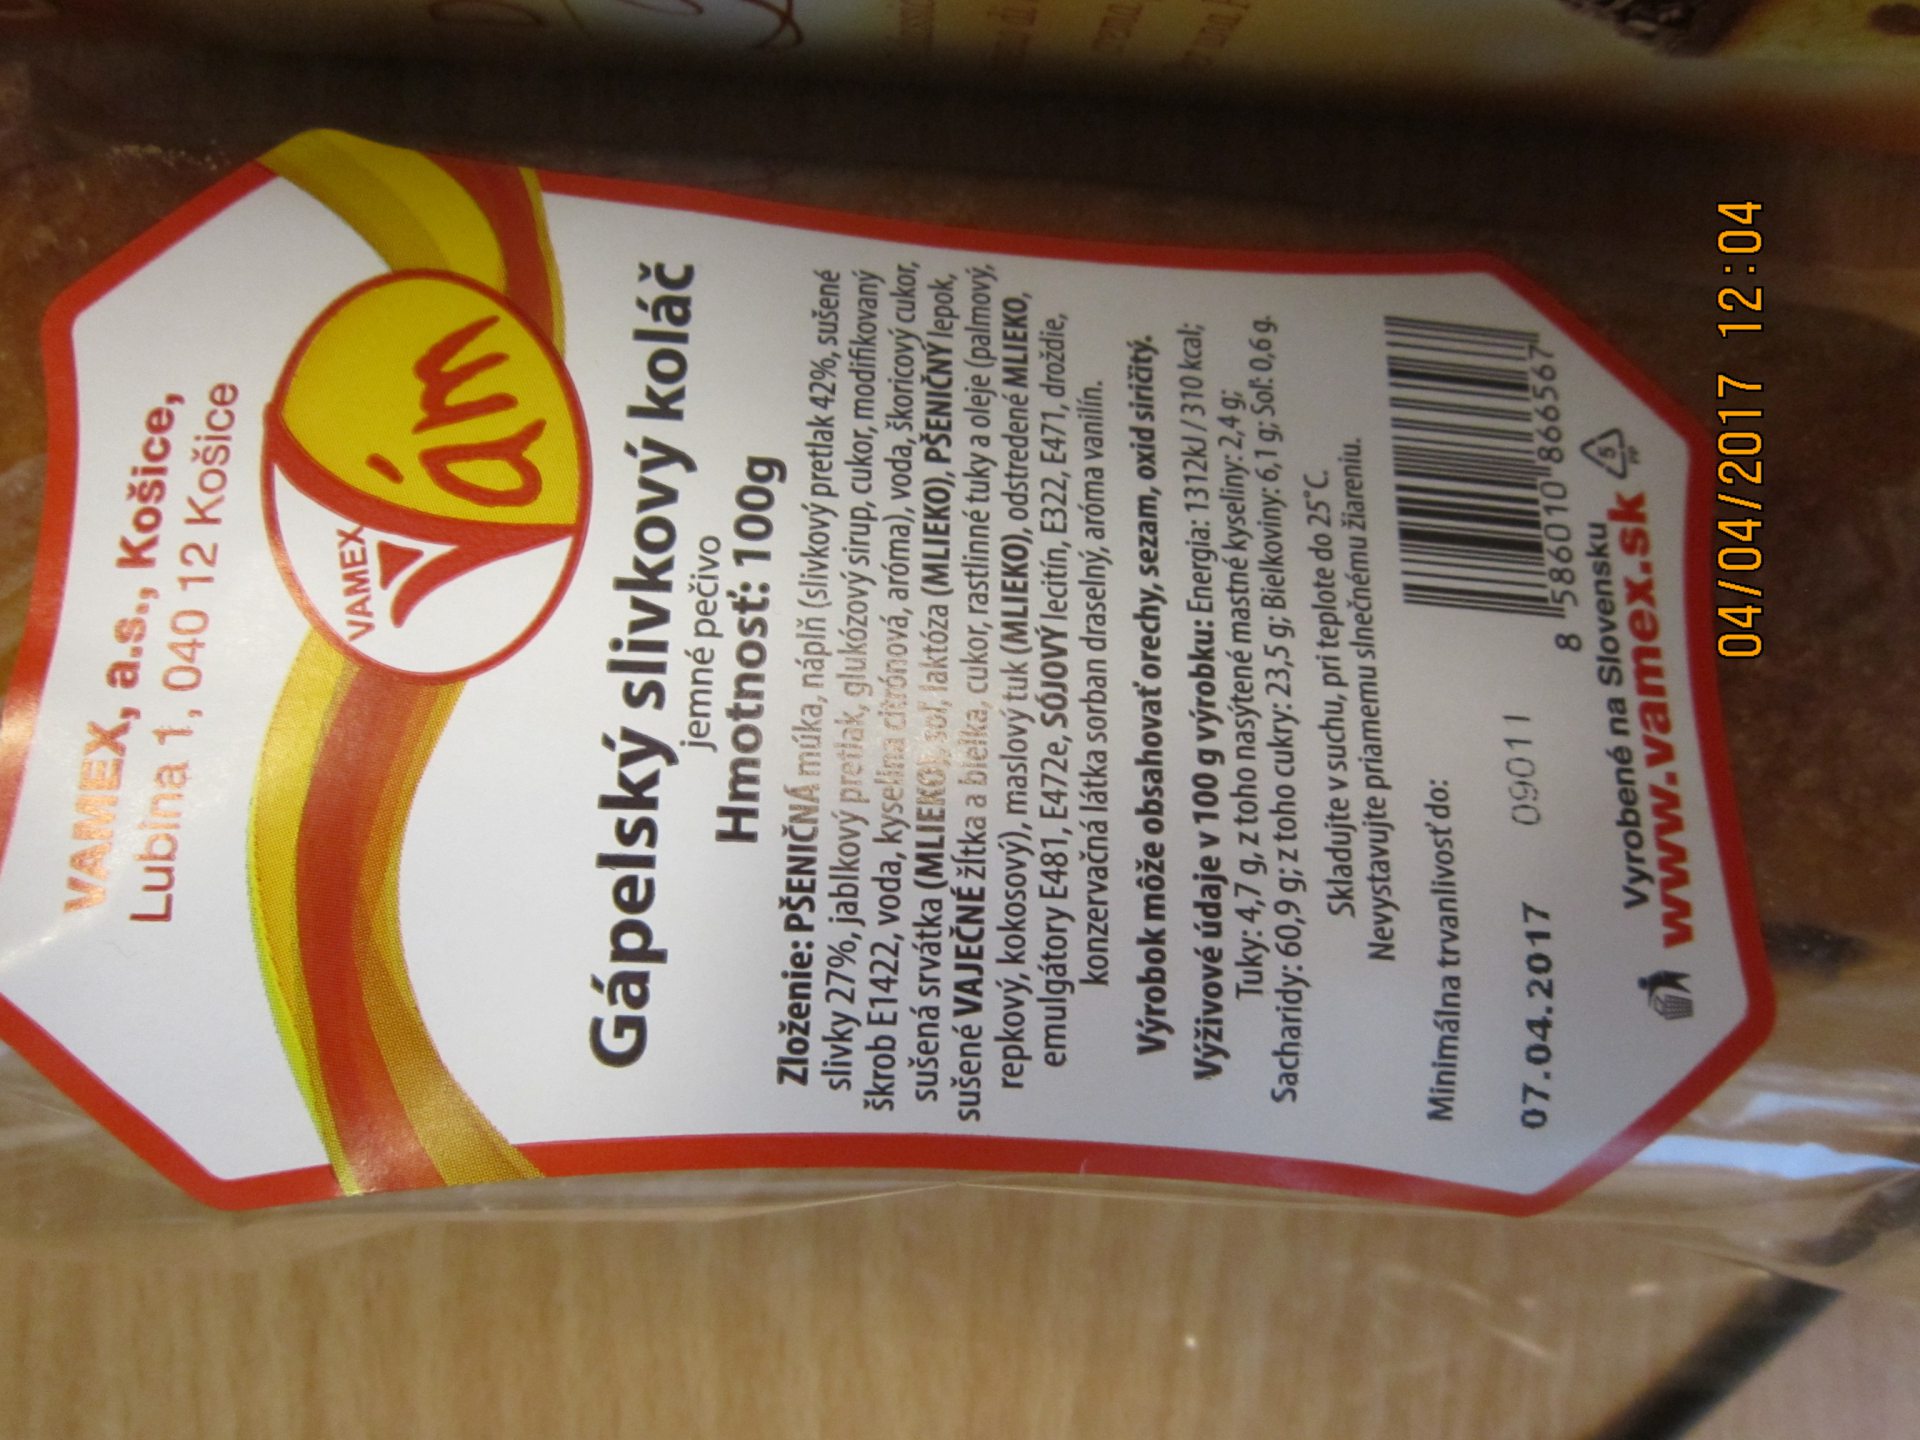 VAMEX, a.s., Košice,
Lubina 1, 040 12 Košice
VAMEX
Vám
Gápelský slivkový koláč
jemné pečivo
Hmotnosť: 100g
Zloženie: PŠENIČNÁ múka, náplň (slivkový pretlak 42%, sušené
slivky 27%, jablkový pretlak, glukózový sirup, cukor, modifikovaný
škrob E1422, voda, kyselina citrónová, aróma), voda, škoricový cukor,
sušená srvátka (MLIEKO), soľ, laktóza (MLIEKO), PŠENIČNÝ lepok,
sušené VAJEČNÉ žĺtka a bielka, cukor, rastlinné tuky a oleje (palmový,
repkový, kokosový), maslový tuk (MLIEKO), odstredené MLIEKO,
emulgátory E481, E472e, SÓJOVÝ lecitín, E322, E471, droždie,
konzervačná látka sorban draselný, aróma vanilín.
Výrobok môže obsahovať orechy, sezam, oxid siričitý.
Výživové údaje v 100 g výrobku: Energia: 1312kJ / 310 kcal;
Tuky: 4,7 g, z toho nasýtené mastné kyseliny: 2,4 g;
Sacharidy: 60,9 g; z toho cukry: 23,5 g; Bielkoviny: 6,1 g; Soľ: 0,6 g.
Skladujte v suchu, pri teplote do 25°C.
Nevystavujte priamemu slnečnému žiareniu.
Minimálna trvanlivosť do:
07.04.2017 09011
8 586010 866567
Vyrobené na Slovensku
5
PP
www.vamex.sk
04/04/2017 12:04